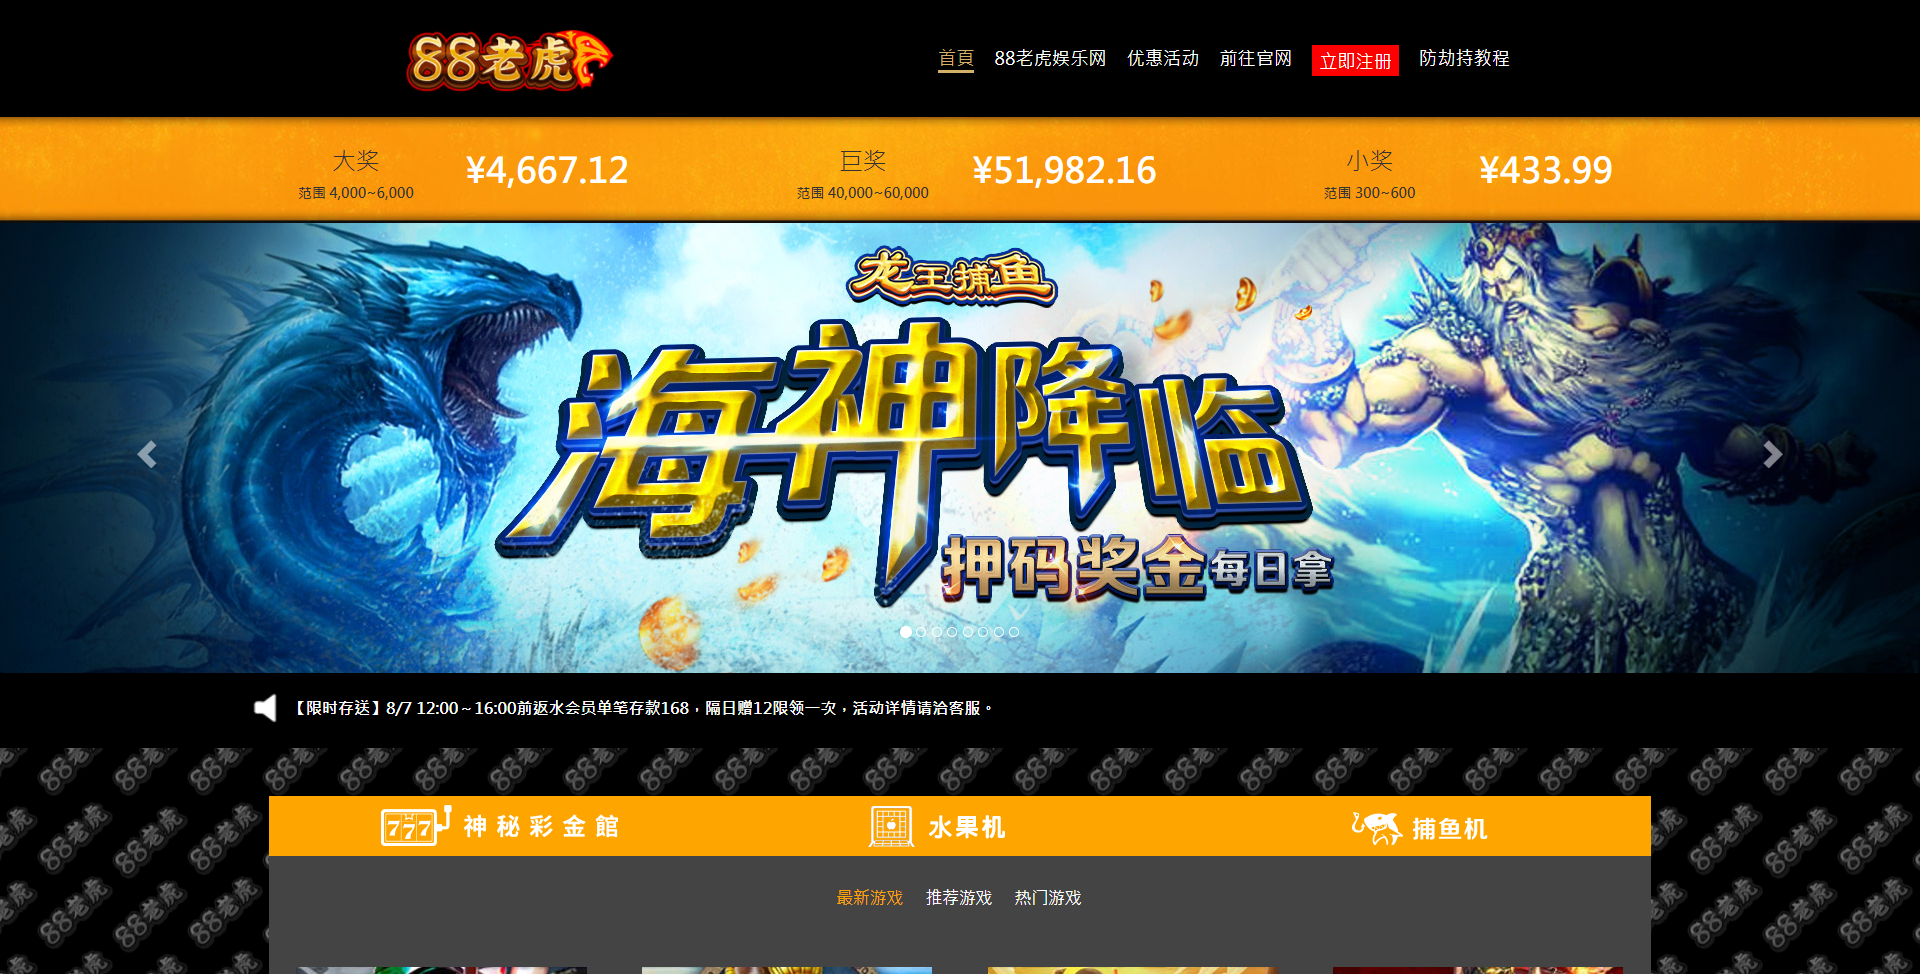 88老虎
首頁 88老虎娱乐网 优惠活动 前往官网 立即注册 防劫持教程
大奖 ¥4,667.12
范围 4,000~6,000
巨奖 ¥51,982.16
范围 40,000~60,000
小奖 ¥433.99
范围 300~600
龙王捕鱼
海神降临
押码奖金每日拿
【限时存送】8/7 12:00～16:00前返水会员单笔存款168，隔日赠12限领一次，活动详情请洽客服。
777 神秘彩金館
水果机
捕鱼机
最新游戏 推荐游戏 热门游戏